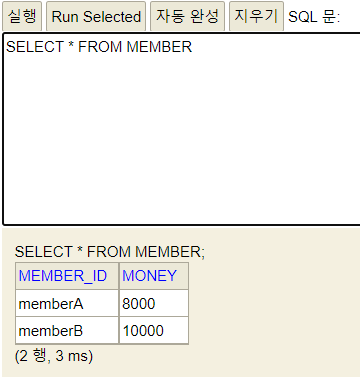 실행 Run Selected 자동 완성 지우기 SQL 문:
SELECT * FROM MEMBER
SELECT * FROM MEMBER;
MEMBER_ID MONEY
memberA 8000
memberB 10000
(2 행, 3 ms)